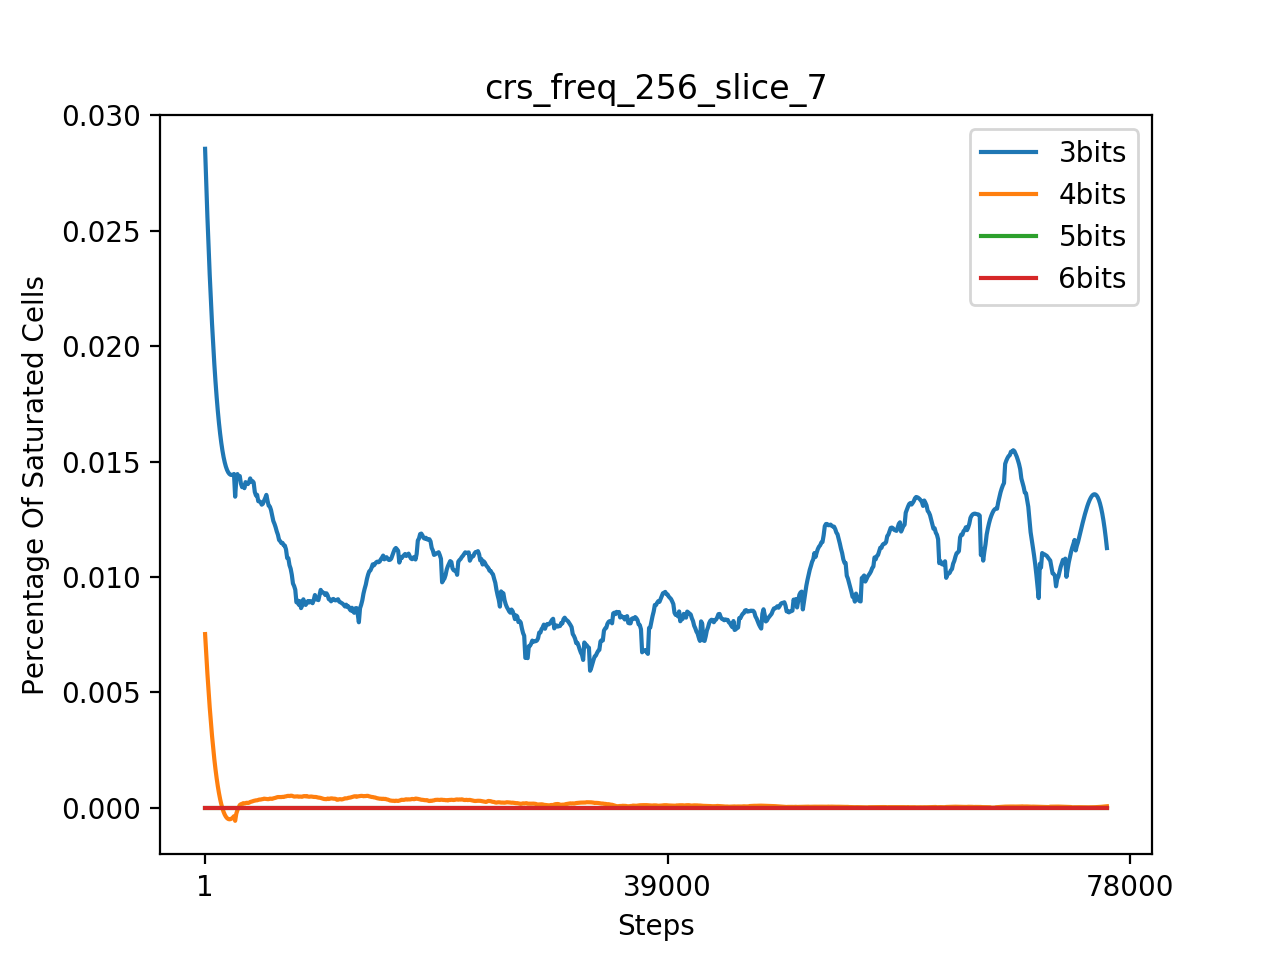 crs_freq_256_slice_7
0.030
0.025
0.020
0.015
0.010
0.005
0.000
Percentage Of Saturated Cells
3bits
4bits
5bits
6bits
1
39000
78000
Steps